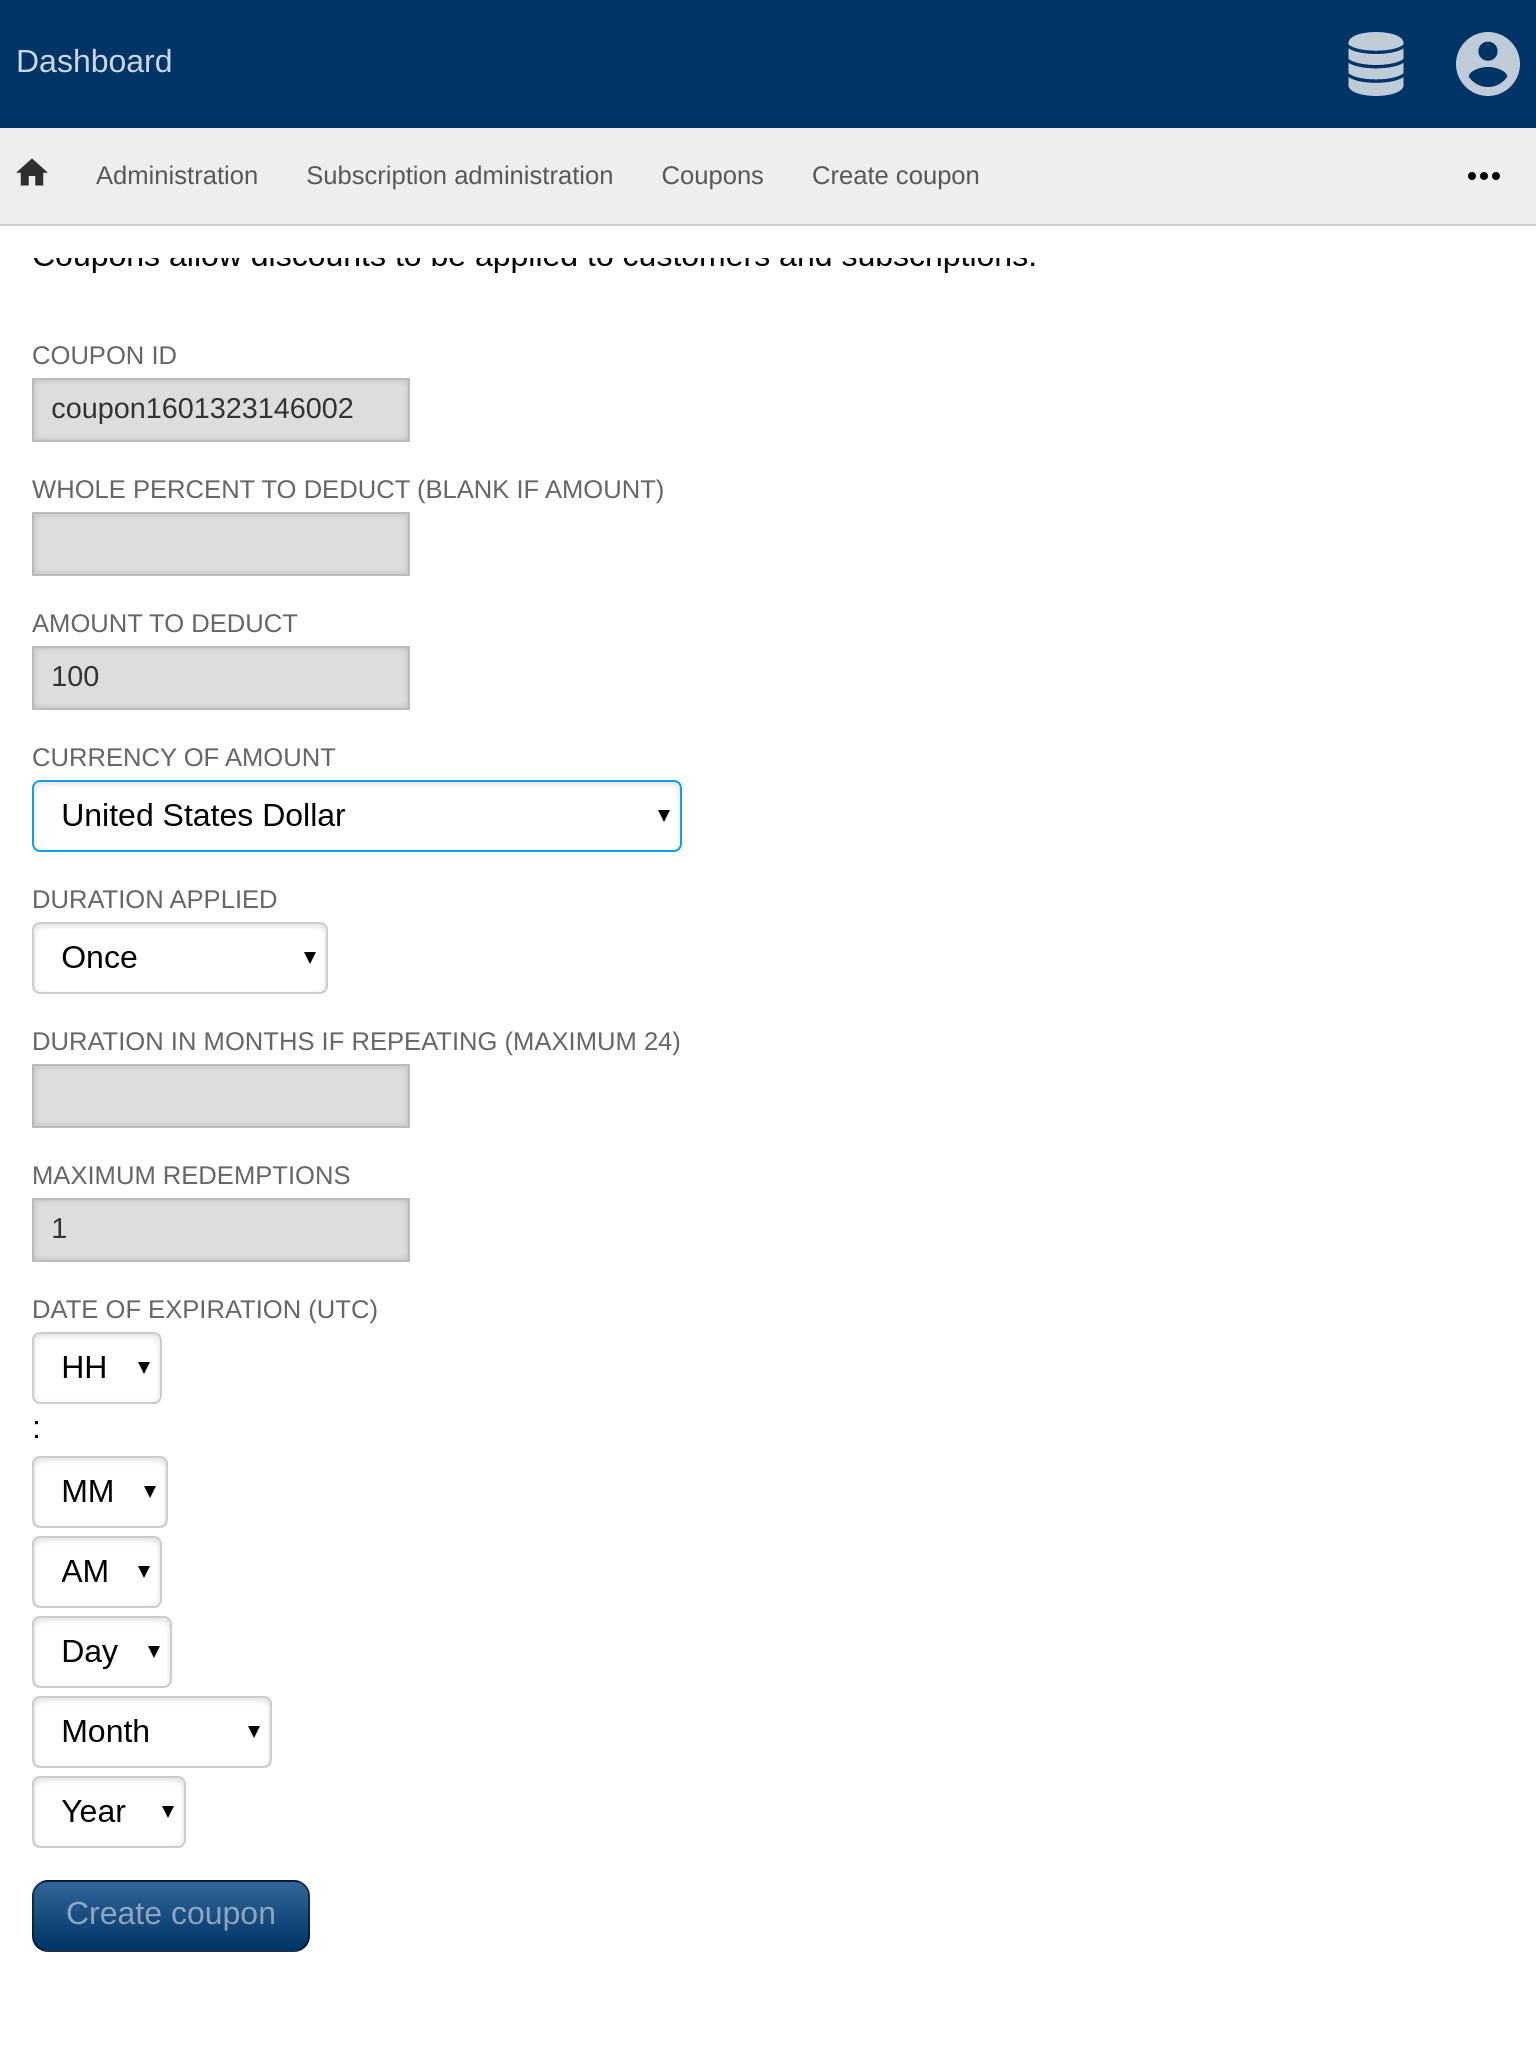 Dashboard
Administration Subscription administration Coupons Create coupon
Coupons allow discounts to be applied to customers and subscriptions.
COUPON ID
coupon1601323146002
WHOLE PERCENT TO DEDUCT (BLANK IF AMOUNT)
AMOUNT TO DEDUCT
100
CURRENCY OF AMOUNT
United States Dollar
DURATION APPLIED
Once
DURATION IN MONTHS IF REPEATING (MAXIMUM 24)
MAXIMUM REDEMPTIONS
1
DATE OF EXPIRATION (UTC)
HH
:
MM
AM
Day
Month
Year
Create coupon